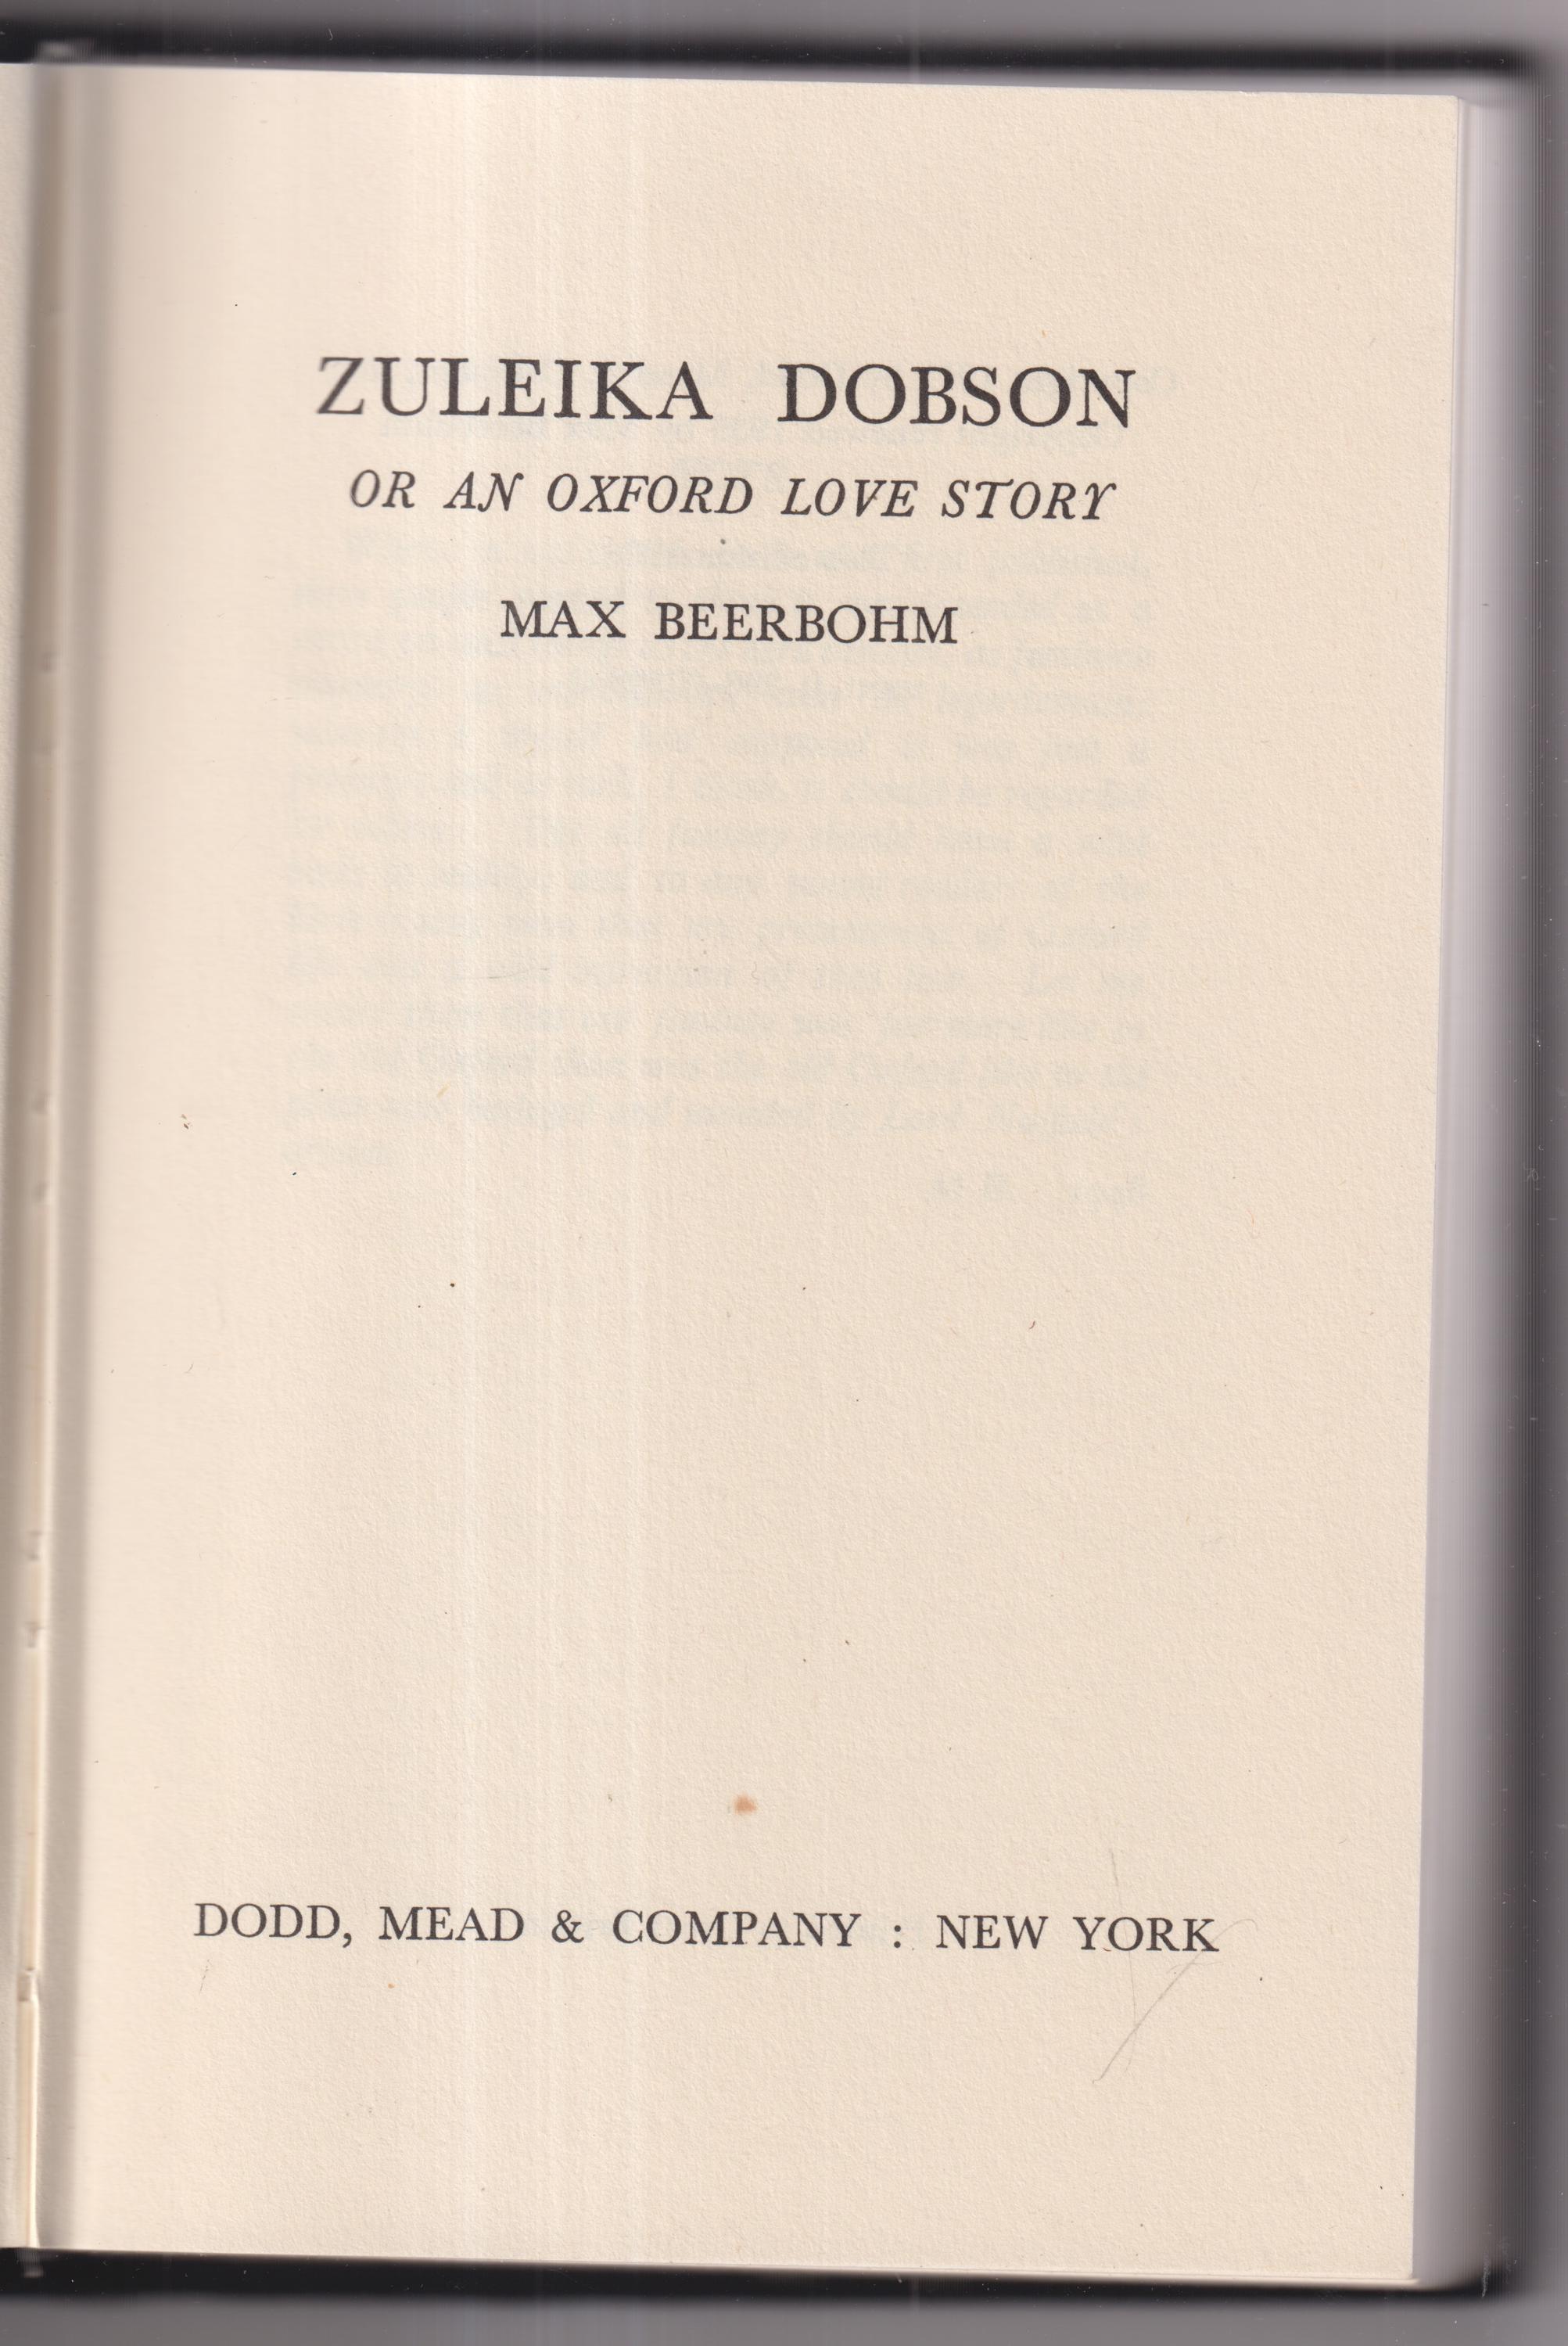 ZULEIKA DOBSON
OR AN OXFORD LOVE STORY
MAX BEERBOHM
DODD, MEAD & COMPANY : NEW YORK